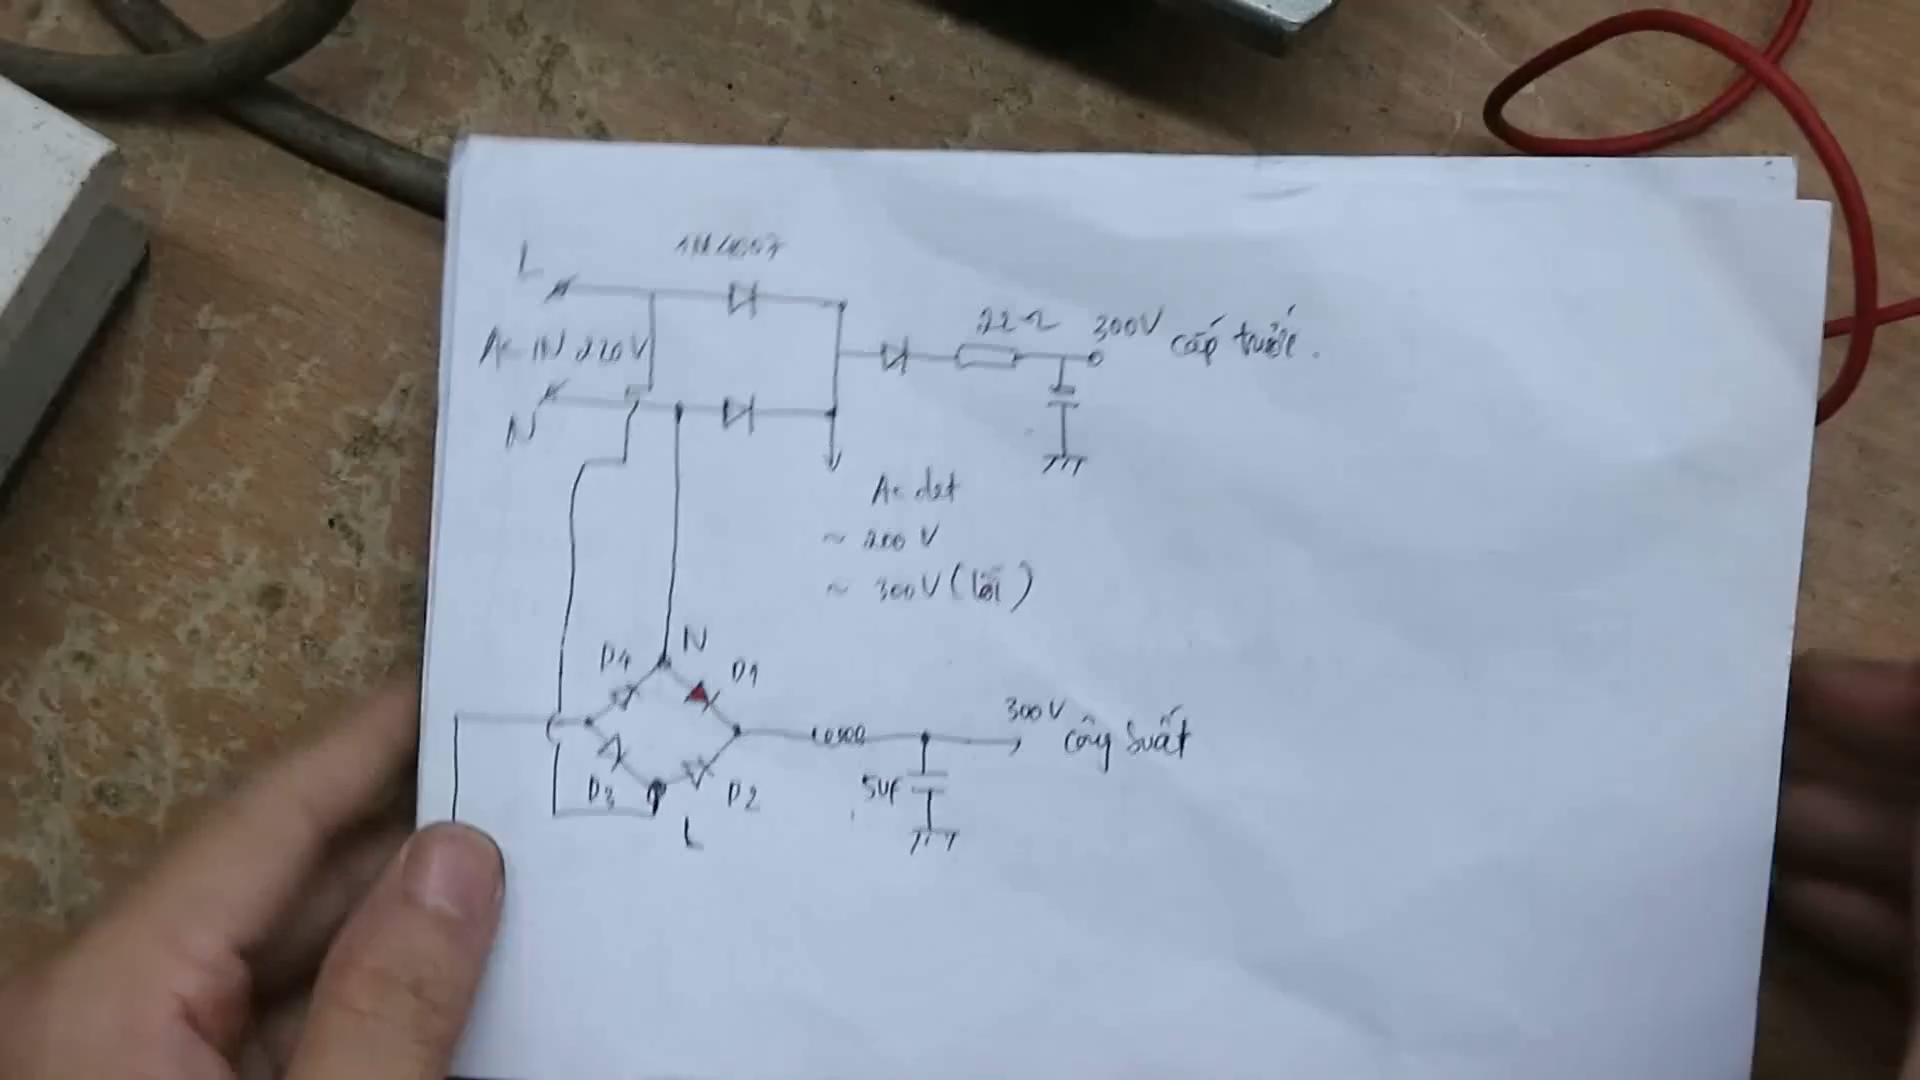 L
1N4007
AC IN 220V
N
22Ω
300V cấp trước.
Ac det
~ 200 V
~ 300V (lỗi)
N
D4
D1
D3
D2
L
300V công suất
5uf